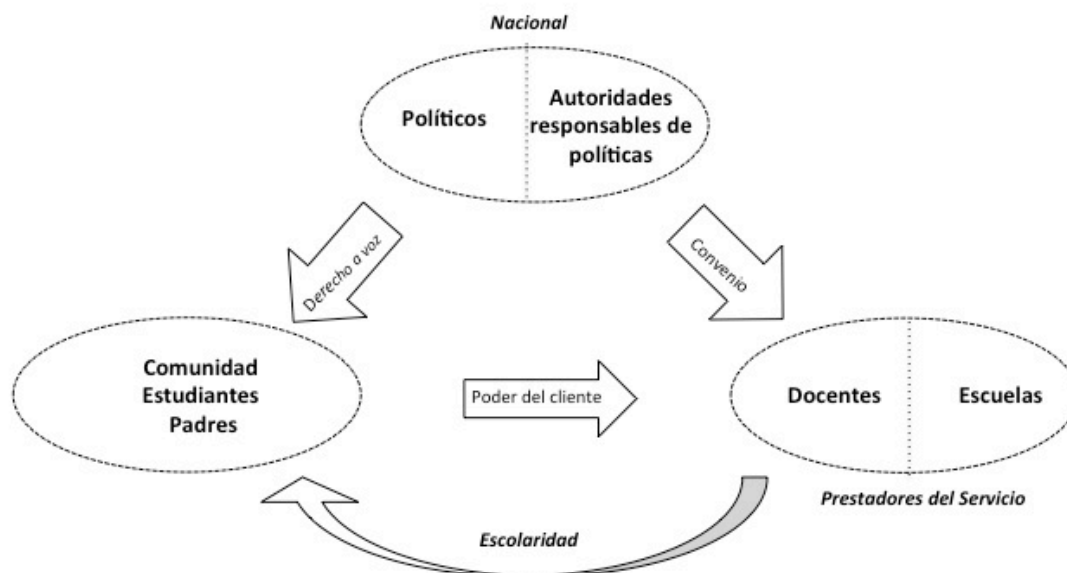 Nacional
Políticos
Autoridades
responsables de
políticas
Derecho a voz
Convenio
Comunidad
Estudiantes
Padres
Poder del cliente
Docentes
Escuelas
Prestadores del Servicio
Escolaridad